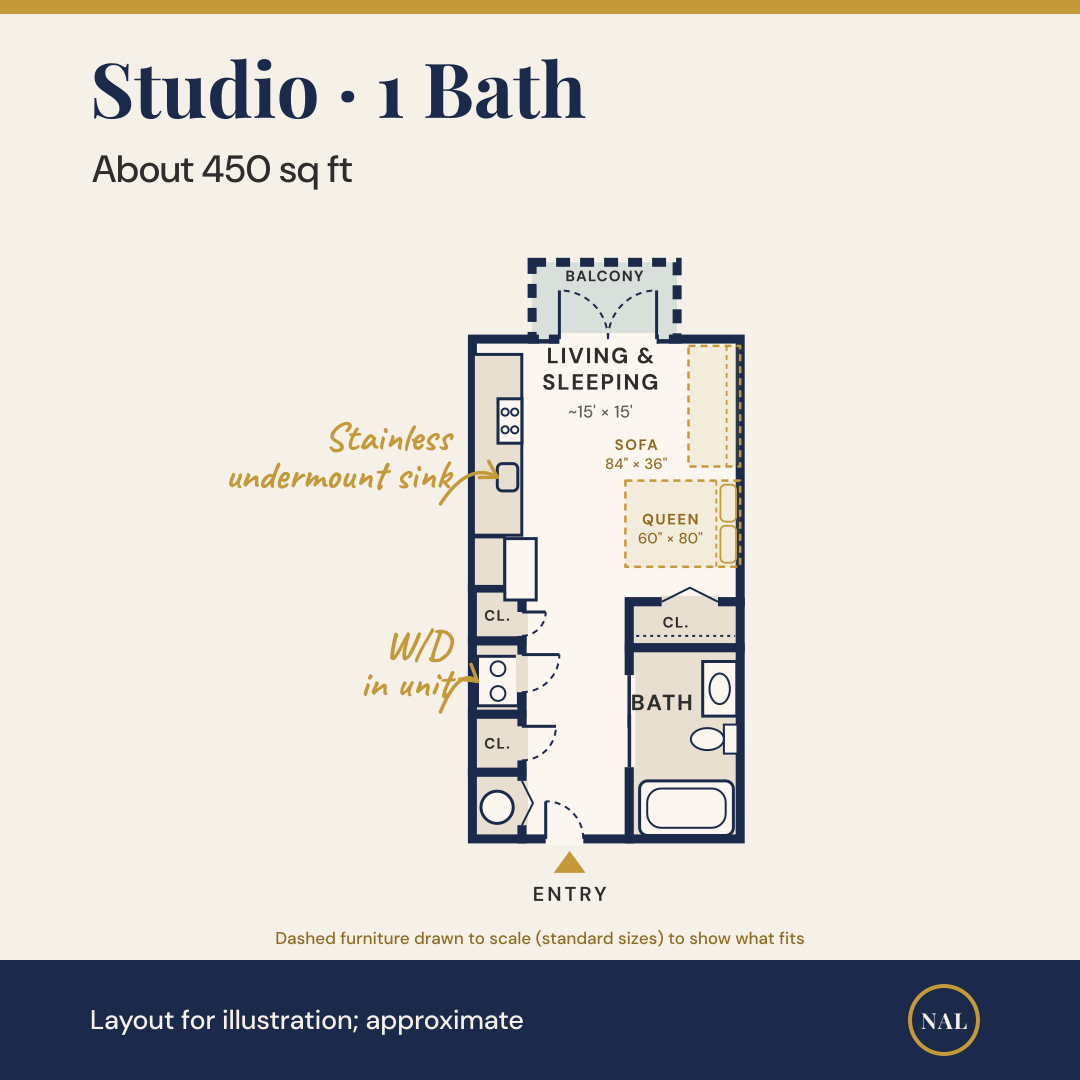 Studio · 1 Bath
About 450 sq ft
BALCONY
LIVING &
SLEEPING
~15' × 15'
SOFA
84" × 36"
Stainless
undermount sink
QUEEN
60" × 80"
CL.
CL.
W/D
in unit
BATH
CL.
ENTRY
Dashed furniture drawn to scale (standard sizes) to show what fits
Layout for illustration; approximate
NAL